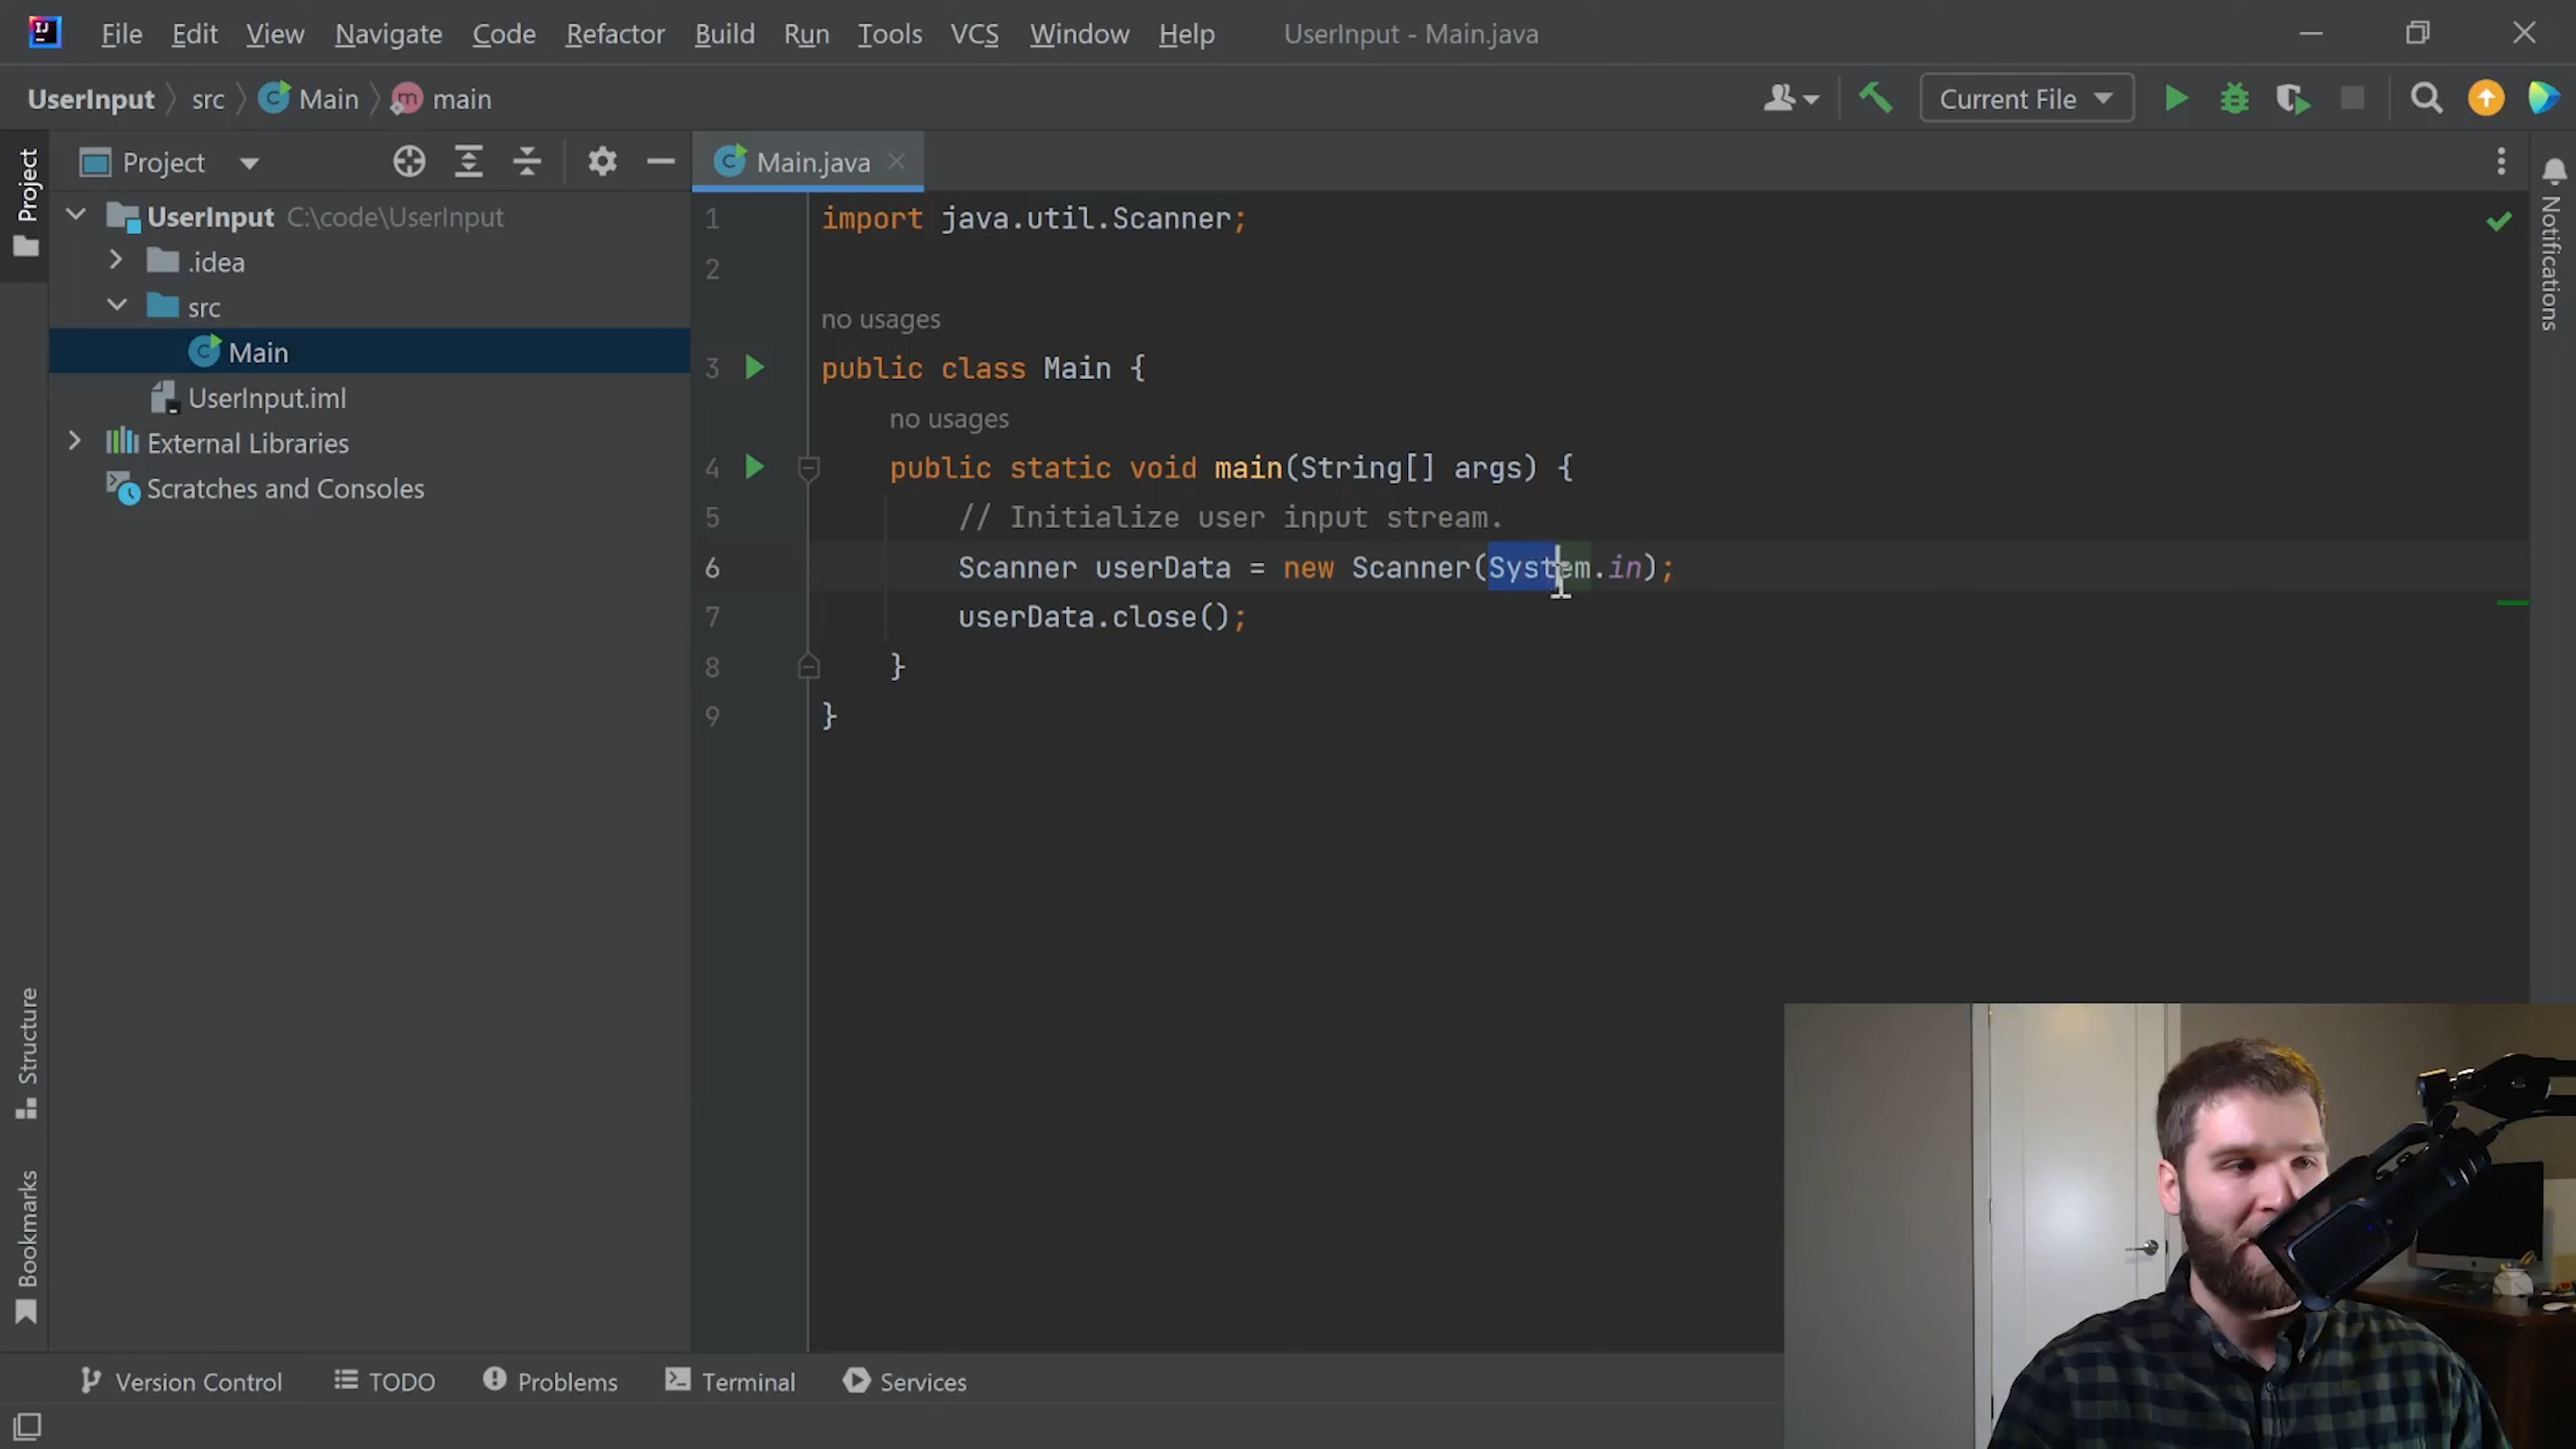 File Edit View Navigate Code Refactor Build Run Tools VCS Window Help UserInput - Main.java
UserInput src Main main Current File
Project Main.java
Project
UserInput C:\code\UserInput
.idea
src
Main
UserInput.iml
External Libraries
Scratches and Consoles
1 import java.util.Scanner;
2
no usages
3 public class Main {
no usages
4 public static void main(String[] args) {
5 // Initialize user input stream.
6 Scanner userData = new Scanner(System.in);
7 userData.close();
8 }
9 }
Notifications
Structure
Bookmarks
Version Control TODO Problems Terminal Services